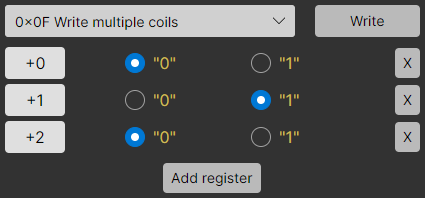 0x0F Write multiple coils Write
+0 "0" "1" X
+1 "0" "1" X
+2 "0" "1" X
Add register